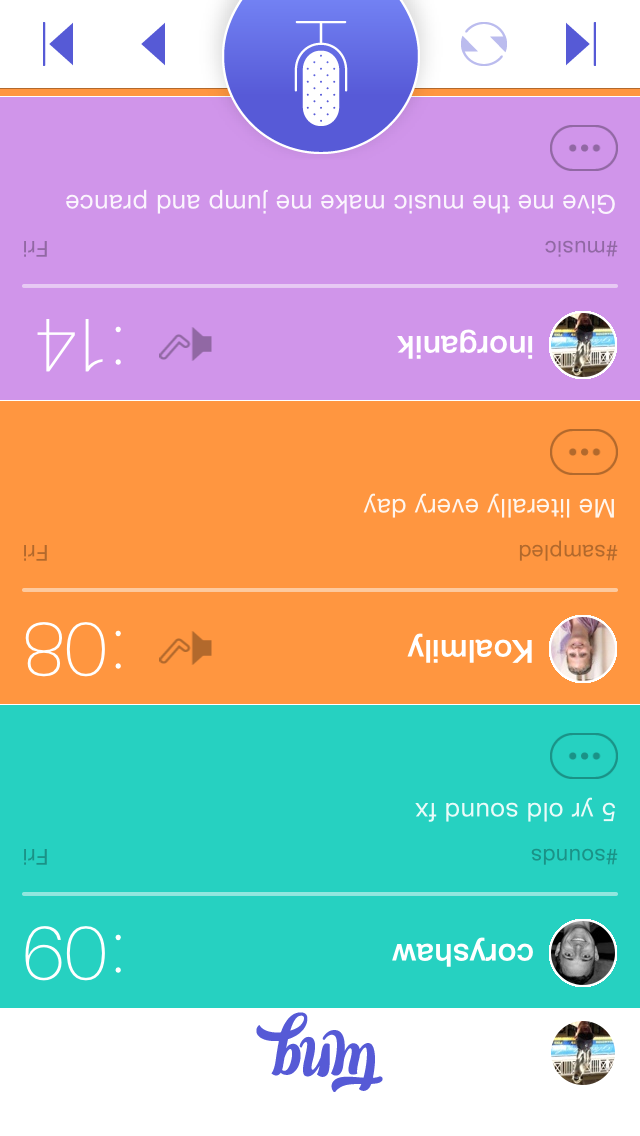 tung
coryshaw :09
#sounds Fri
5 yr old sound fx
Koalmily :08
#sampled Fri
Me literally every day
inorganik :14
#music Fri
Give me the music make me jump and prance